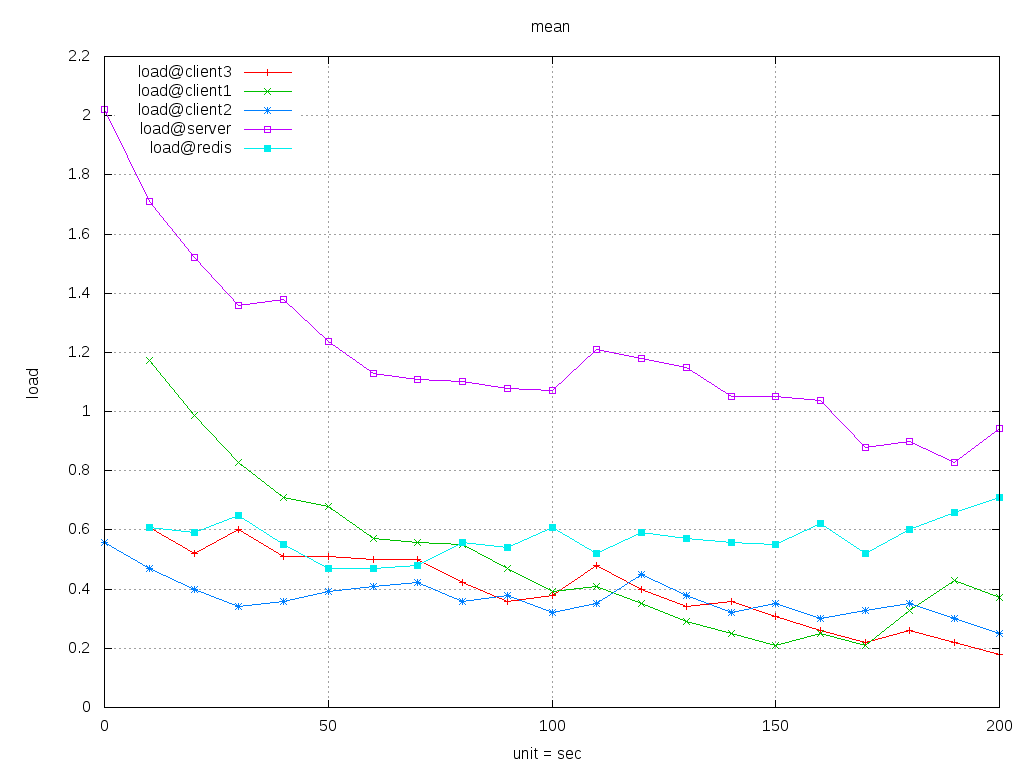 mean
2.2
2
1.8
1.6
1.4
1.2
1
0.8
0.6
0.4
0.2
0
load
load@client3
load@client1
load@client2
load@server
load@redis
0 50 100 150 200
unit = sec